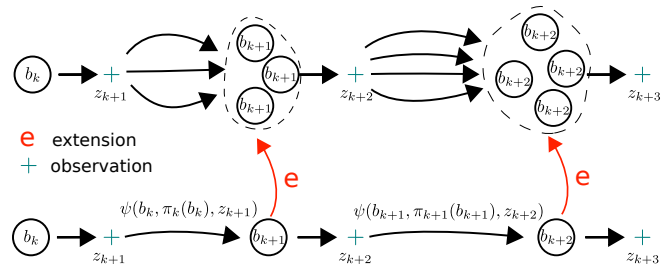 b_{k+1}
b_{k+2}
b_k
b_{k+1}
b_{k+2}
b_{k+2}
b_{k+1}
b_{k+2}
z_{k+1}
z_{k+2}
z_{k+3}
e extension
+ observation
e
e
ψ(b_k, π_k(b_k), z_{k+1})
ψ(b_{k+1}, π_{k+1}(b_{k+1}), z_{k+2})
b_k
b_{k+1}
b_{k+2}
z_{k+1}
z_{k+2}
z_{k+3}